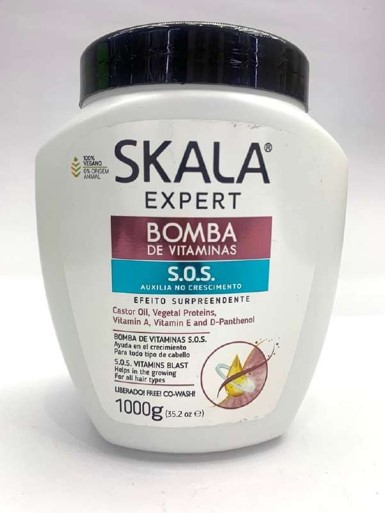 100%
VEGANO
0% ORIGEM
ANIMAL
SKALA®
EXPERT
BOMBA
DE VITAMINAS
S.O.S.
AUXILIA NO CRESCIMENTO
EFEITO SURPREENDENTE
Castor Oil, Vegetal Proteins,
Vitamin A, Vitamin E and D-Panthenol
BOMBA DE VITAMINAS S.O.S.
Ayuda en el crecimiento
Para todo tipo de cabello
S.O.S. VITAMINS BLAST
Helps in the growing
For all hair types
LIBERADO! FREE! CO-WASH!
1000g (35.2 oz ℮)